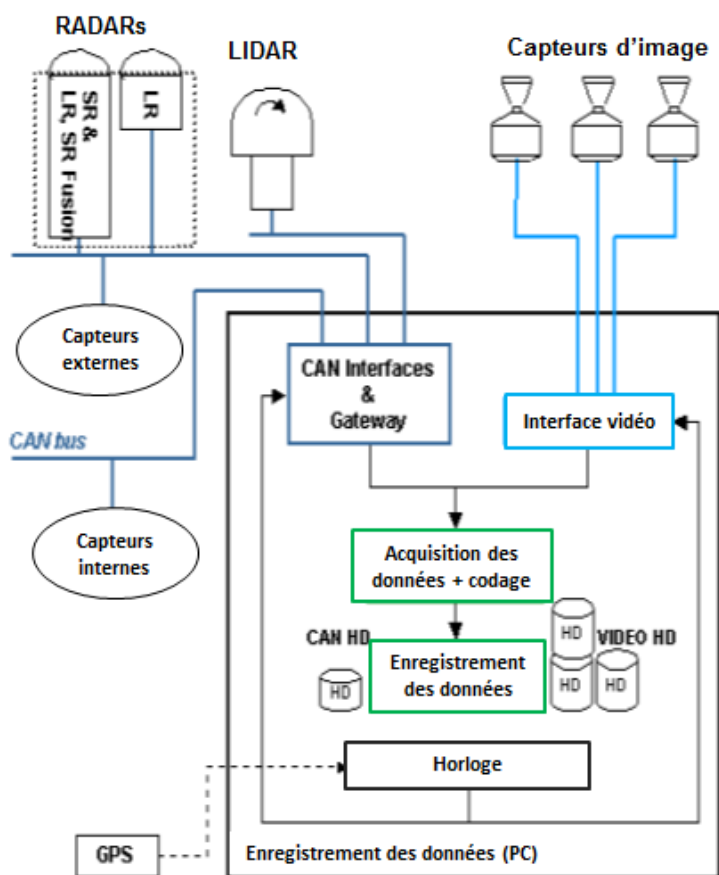 RADARs
LIDAR
Capteurs d'image
SR &
LR, SR Fusion
LR
Capteurs
externes
CAN Interfaces
&
Gateway
Interface vidéo
CAN bus
Capteurs
internes
Acquisition des
données + codage
CAN HD
HD
Enregistrement
des données
HD
VIDEO HD
HD
HD
Horloge
GPS
Enregistrement des données (PC)